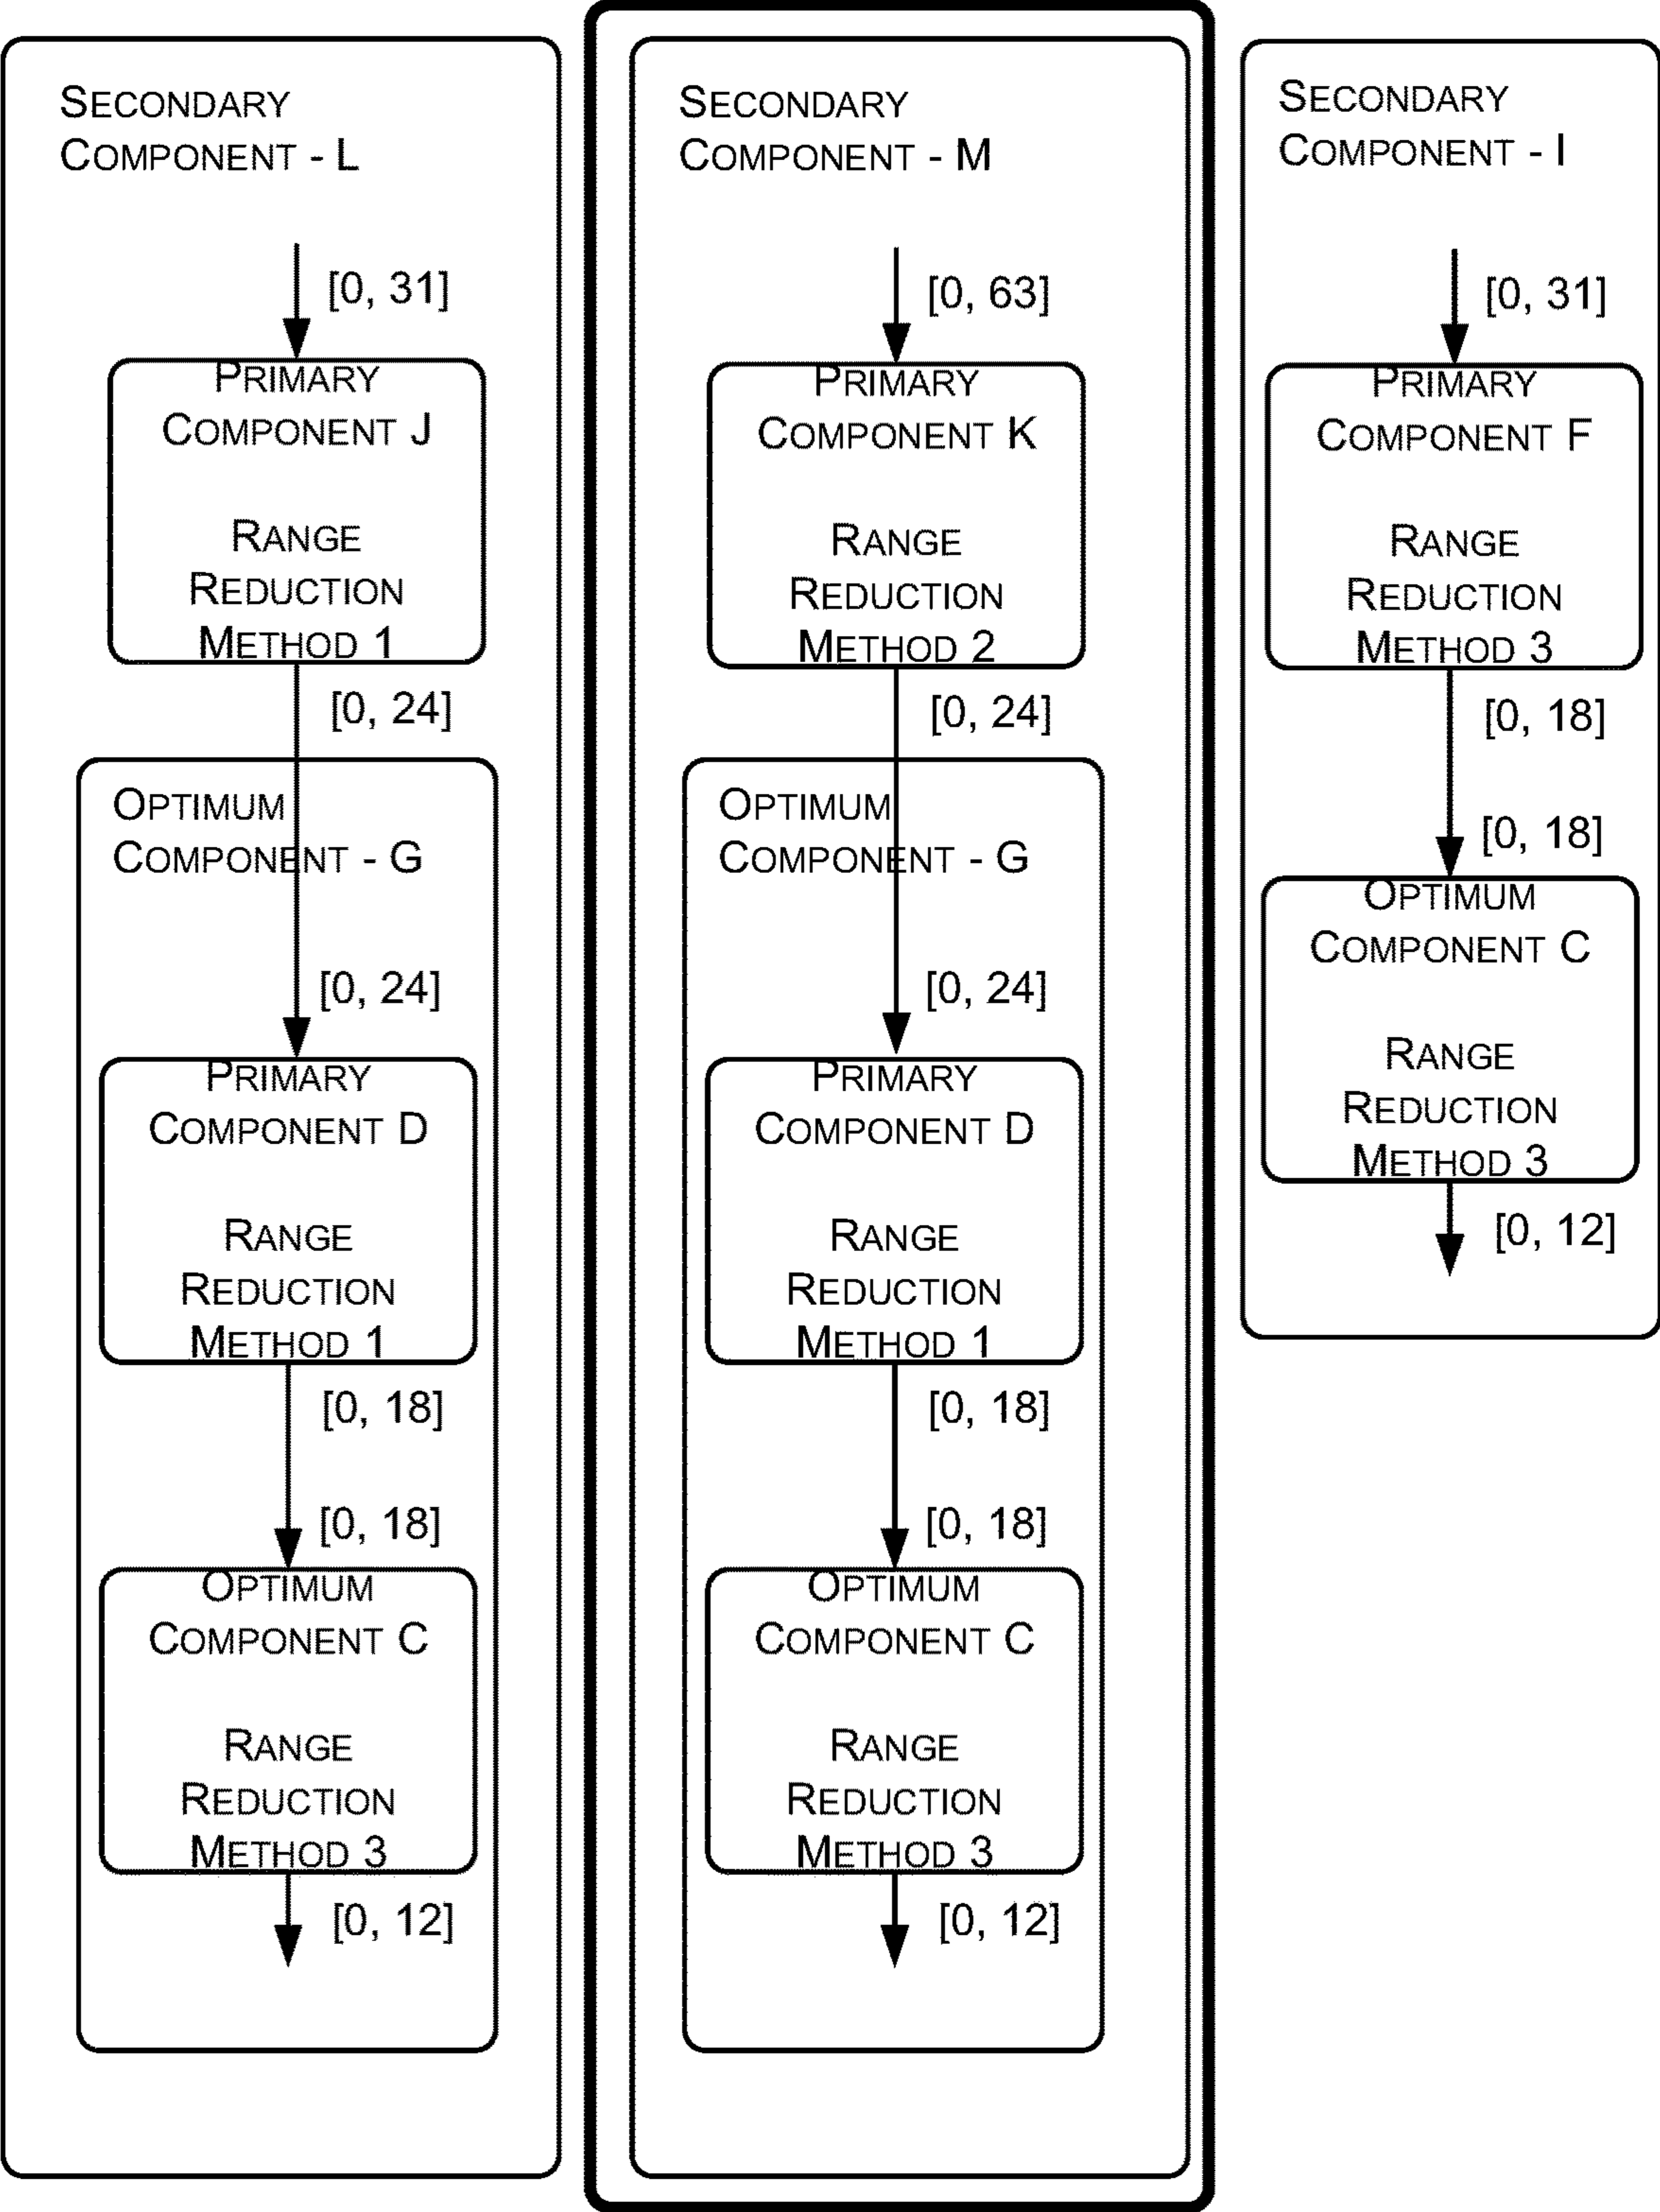 SECONDARY
COMPONENT - L
[0, 31]
PRIMARY
COMPONENT J
RANGE
REDUCTION
METHOD 1
[0, 24]
OPTIMUM
COMPONENT - G
[0, 24]
PRIMARY
COMPONENT D
RANGE
REDUCTION
METHOD 1
[0, 18]
[0, 18]
OPTIMUM
COMPONENT C
RANGE
REDUCTION
METHOD 3
[0, 12]
SECONDARY
COMPONENT - M
[0, 63]
PRIMARY
COMPONENT K
RANGE
REDUCTION
METHOD 2
[0, 24]
OPTIMUM
COMPONENT - G
[0, 24]
PRIMARY
COMPONENT D
RANGE
REDUCTION
METHOD 1
[0, 18]
[0, 18]
OPTIMUM
COMPONENT C
RANGE
REDUCTION
METHOD 3
[0, 12]
SECONDARY
COMPONENT - I
[0, 31]
PRIMARY
COMPONENT F
RANGE
REDUCTION
METHOD 3
[0, 18]
[0, 18]
OPTIMUM
COMPONENT C
RANGE
REDUCTION
METHOD 3
[0, 12]